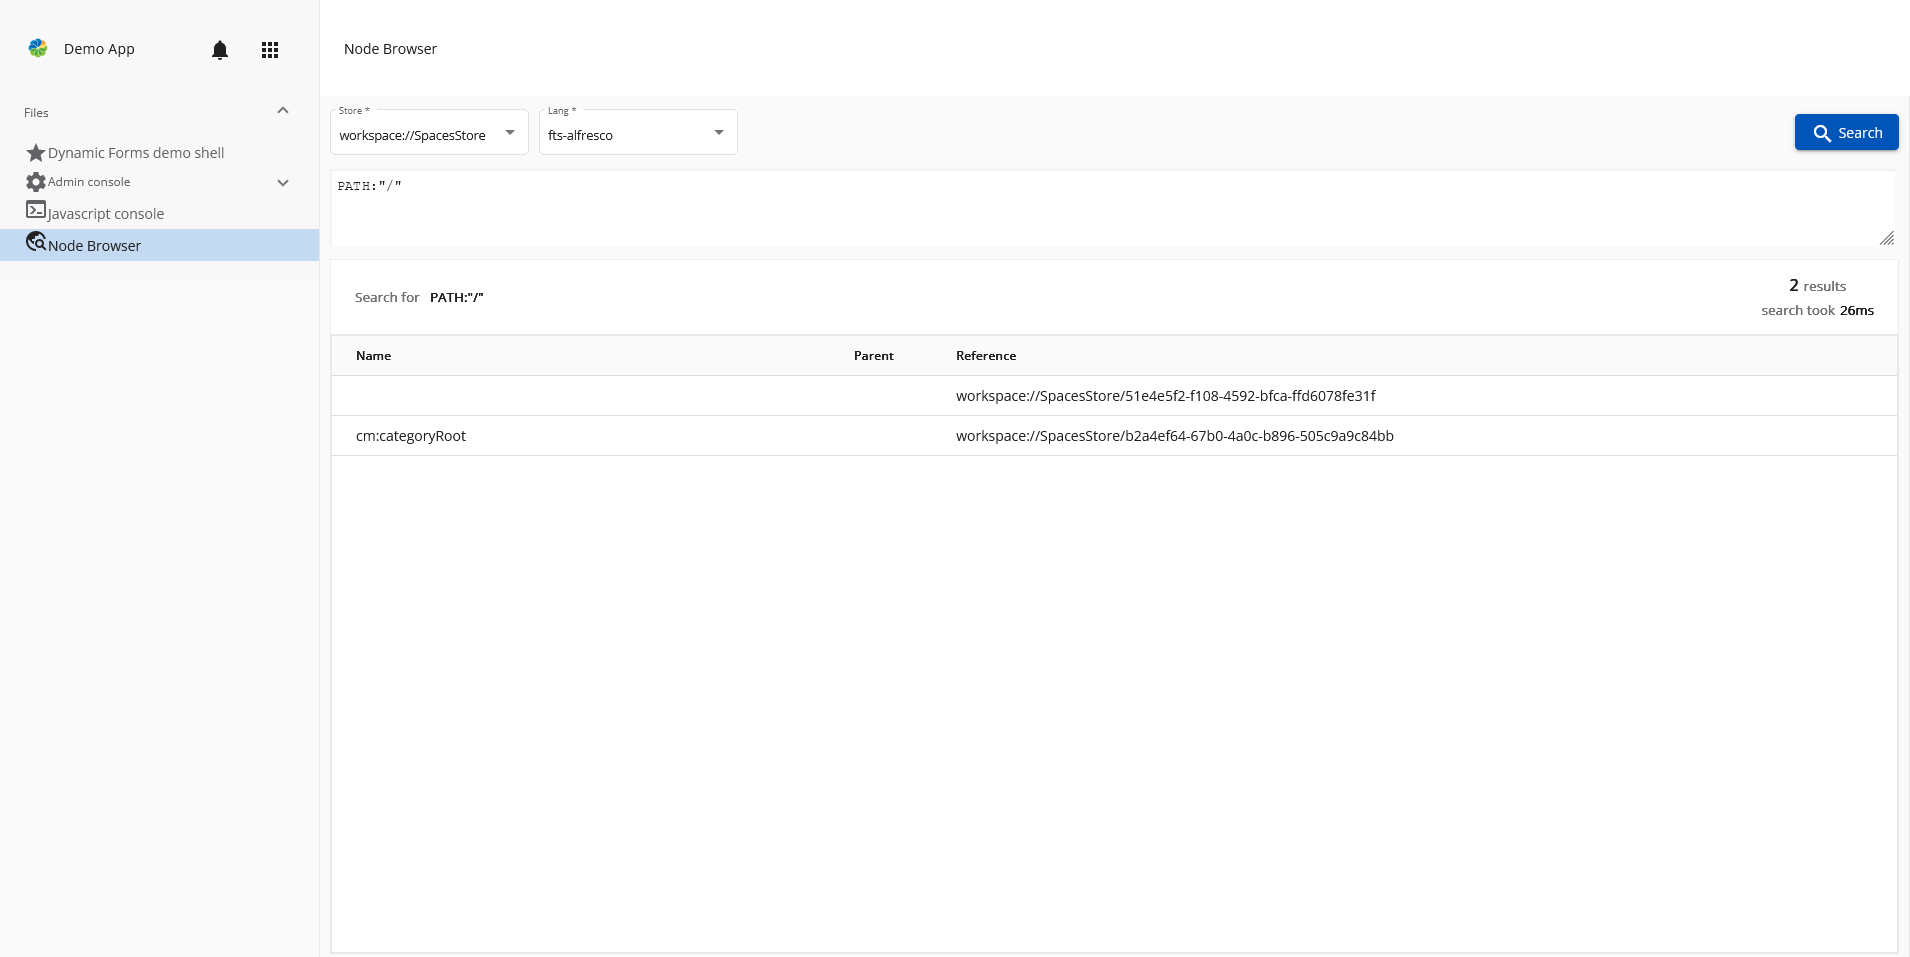 Demo App
Node Browser
Files
Dynamic Forms demo shell
Admin console
Javascript console
Node Browser
Store *
workspace://SpacesStore
Lang *
fts-alfresco
Search
PATH:"/"
Search for PATH:"/"
2 results
search took 26ms
Name Parent Reference
workspace://SpacesStore/51e4e5f2-f108-4592-bfca-ffd6078fe31f
cm:categoryRoot workspace://SpacesStore/b2a4ef64-67b0-4a0c-b896-505c9a9c84bb